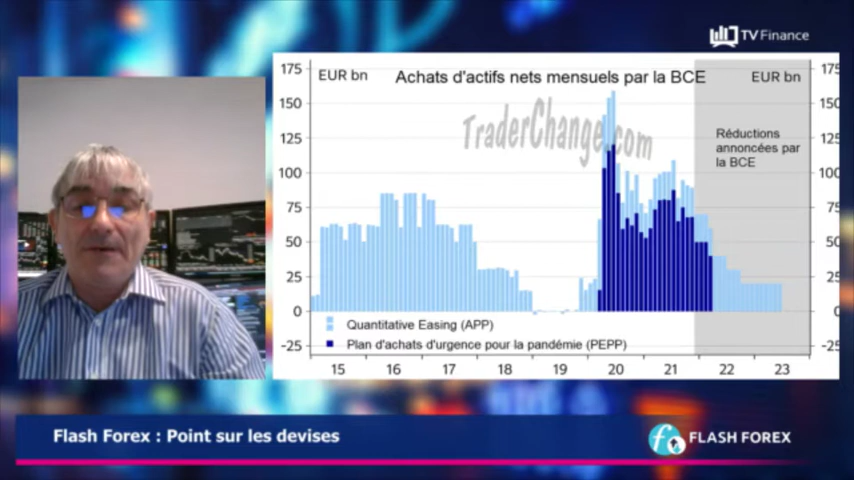 TV Finance
EUR bn
Achats d'actifs nets mensuels par la BCE
EUR bn
175
150
125
100
75
50
25
0
-25
TraderChange.com
Réductions
annoncées par
la BCE
Quantitative Easing (APP)
Plan d'achats d'urgence pour la pandémie (PEPP)
15 16 17 18 19 20 21 22 23
175
150
125
100
75
50
25
0
-25
Flash Forex : Point sur les devises
FLASH FOREX